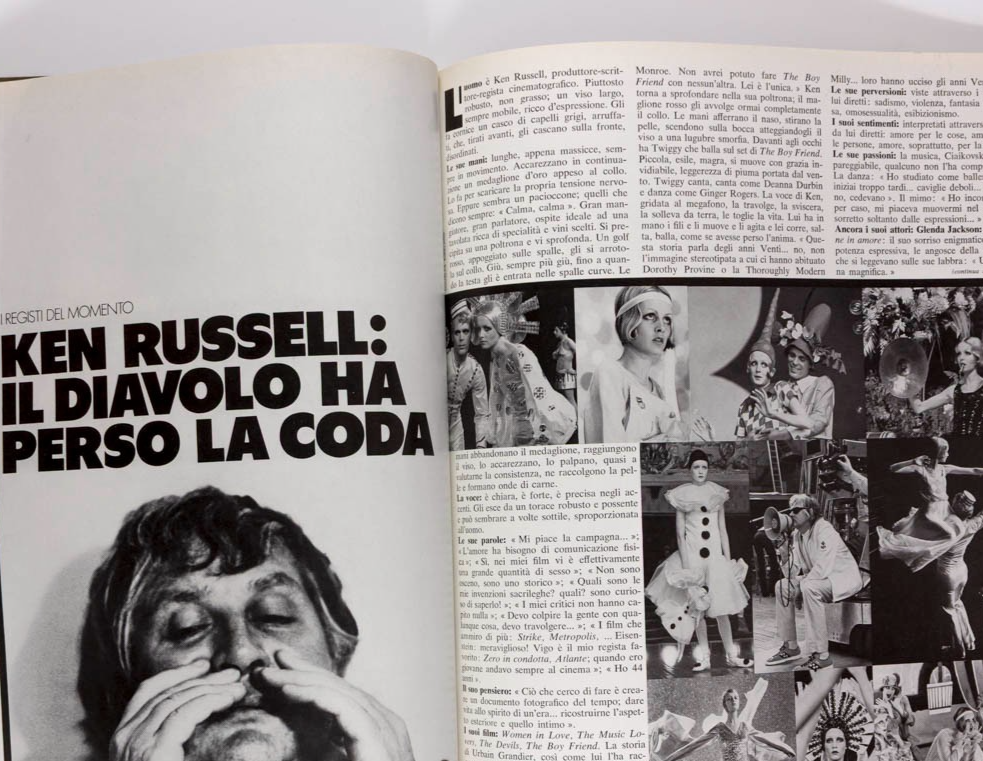 I REGISTI DEL MOMENTO
KEN RUSSELL:
IL DIAVOLO HA
PERSO LA CODA
L'uomo è Ken Russell, produttore-scrit-
tore-regista cinematografico. Piuttosto
robusto, non grasso; un viso largo,
sempre mobile, ricco d'espressione. Gli
fa cornice un casco di capelli grigi, arruffa-
ti, che, tirati avanti, gli cascano sulla fronte,
disordinati.
Le sue mani: lunghe, appena massicce, sem-
pre in movimento. Accarezzano in continua-
zione un medaglione d'oro appeso al collo.
Lo fa per scaricare la propria tensione nervo-
sa. Eppure sembra un pacioccone; quelli che
dicono sempre: « Calma, calma ». Gran man-
giatore, gran parlatore, ospite ideale ad una
tavolata ricca di specialità e vini scelti. Si pre-
cipita su una poltrona e vi sprofonda. Un golf
rosso, appoggiato sulle spalle, gli si arroto-
la sul collo. Giù, sempre più giù, fino a quan-
do la testa gli è entrata nelle spalle curve. Le
mani abbandonano il medaglione, raggiungono
il viso, lo accarezzano, lo palpano, quasi a
valutarne la consistenza, ne raccolgono la pel-
le e formano onde di carne.
La voce: è chiara, è forte, è precisa negli ac-
centi. Gli esce da un torace robusto e possente
e può sembrare a volte sottile, sproporzionata
all'uomo.
Le sue parole: « Mi piace la campagna... »;
« L'amore ha bisogno di comunicazione fisi-
ca »; « Sì, nei miei film vi è effettivamente
una grande quantità di sesso »; « Non sono
osceno, sono uno storico »; « Quali sono le
mie invenzioni sacrileghe? quali? sono curio-
so di saperlo! »; « I miei critici non hanno ca-
pito nulla »; « Devo colpire la gente con qua-
lunque cosa, devo travolgere... »; « I film che
ammiro di più: Strike, Metropolis, ... Eisen-
stein: meraviglioso! Vigo è il mio regista fa-
vorito: Zero in condotta, Atlante; quando ero
giovane andavo sempre al cinema »; « Ho 44
anni ».
Il suo pensiero: « Ciò che cerco di fare è crea-
re un documento fotografico del tempo; dare
vita allo spirito di un'era... ricostruirne l'aspet-
to esteriore e quello intimo ».
I suoi film: Women in Love, The Music Lo-
vers, The Devils, The Boy Friend. La storia
di Urbain Grandier, così come lui l'ha rac-
Monroe. Non avrei potuto fare The Boy
Friend con nessun'altra. Lei è l'unica. » Ken
torna a sprofondare nella sua poltrona; il ma-
glione rosso gli avvolge ormai completamente
il collo. Le mani afferrano il naso, stirano la
pelle, scendono sulla bocca atteggiandogli il
viso a una lugubre smorfia. Davanti agli occhi
ha Twiggy che balla sul set di The Boy Friend.
Piccola, esile, magra, si muove con grazia in-
vidiabile, leggerezza di piuma portata dal ven-
to. Twiggy canta, canta come Deanna Durbin
e come Ginger Rogers. La voce di Ken,
gridata al megafono, la travolge, la sviscera,
la solleva da terra, le toglie la vita. Lui ha in
mano i fili e li muove e li agita e lei corre, sal-
ta, balla, come se avesse perso l'anima. « Que-
sta storia parla degli anni Venti... no, non
l'immagine stereotipata a cui ci hanno abituato
Dorothy Provine o la Thoroughly Modern
Milly... loro hanno ucciso gli anni Ven
Le sue perversioni: viste attraverso i
lui diretti: sadismo, violenza, fantasia
sa, omosessualità, esibizionismo.
I suoi sentimenti: interpretati attravers
da lui diretti: amore per le cose, am
le persone, amore, soprattutto, per la
Le sue passioni: la musica, Ciaikovsk
pareggiabile, qualcuno non l'ha comp
La danza: « Ho studiato come balle
iniziai troppo tardi... caviglie deboli...
no, cedevano ». Il mimo: « Ho incon
per caso, mi piaceva muovermi nel
sorretto soltanto dalle espressioni... »
Ancora i suoi attori: Glenda Jackson:
ne in amore: il suo sorriso enigmatico
potenza espressiva, le angosce della
che si leggevano sulle sue labbra: « U
na magnifica. »
(continua